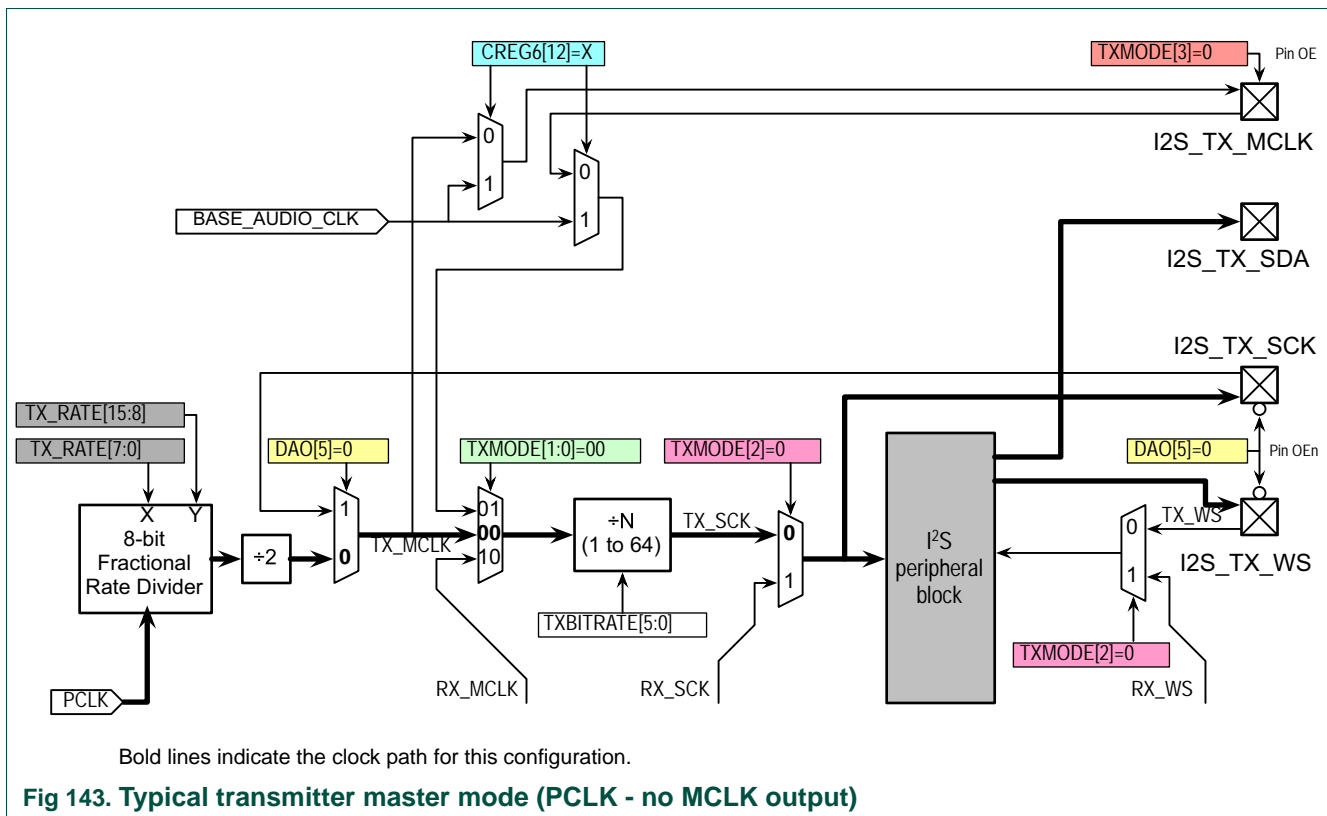 CREG6[12]=X
TXMODE[3]=0
Pin OE
0
1
I2S_TX_MCLK
0
1
BASE_AUDIO_CLK
I2S_TX_SDA
I2S_TX_SCK
TX_RATE[15:8]
TX_RATE[7:0]
DAO[5]=0
TXMODE[1:0]=00
TXMODE[2]=0
DAO[5]=0
Pin OEn
X Y
8-bit
Fractional
Rate Divider
÷2
1
0
TX_MCLK
01
00
10
÷N
(1 to 64)
TX_SCK
0
1
I²S
peripheral
block
TX_WS
0
1
I2S_TX_WS
TXBITRATE[5:0]
TXMODE[2]=0
PCLK
RX_MCLK
RX_SCK
RX_WS
Bold lines indicate the clock path for this configuration.
Fig 143. Typical transmitter master mode (PCLK - no MCLK output)